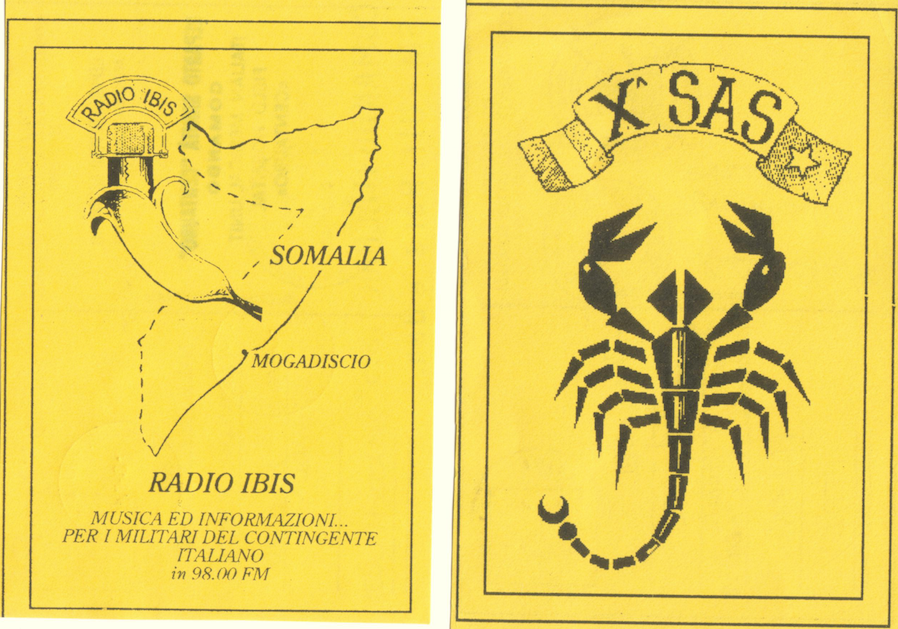 RADIO IBIS
SOMALIA
MOGADISCIO
RADIO IBIS
MUSICA ED INFORMAZIONI...
PER I MILITARI DEL CONTINGENTE
ITALIANO
in 98.00 FM
X^ SAS